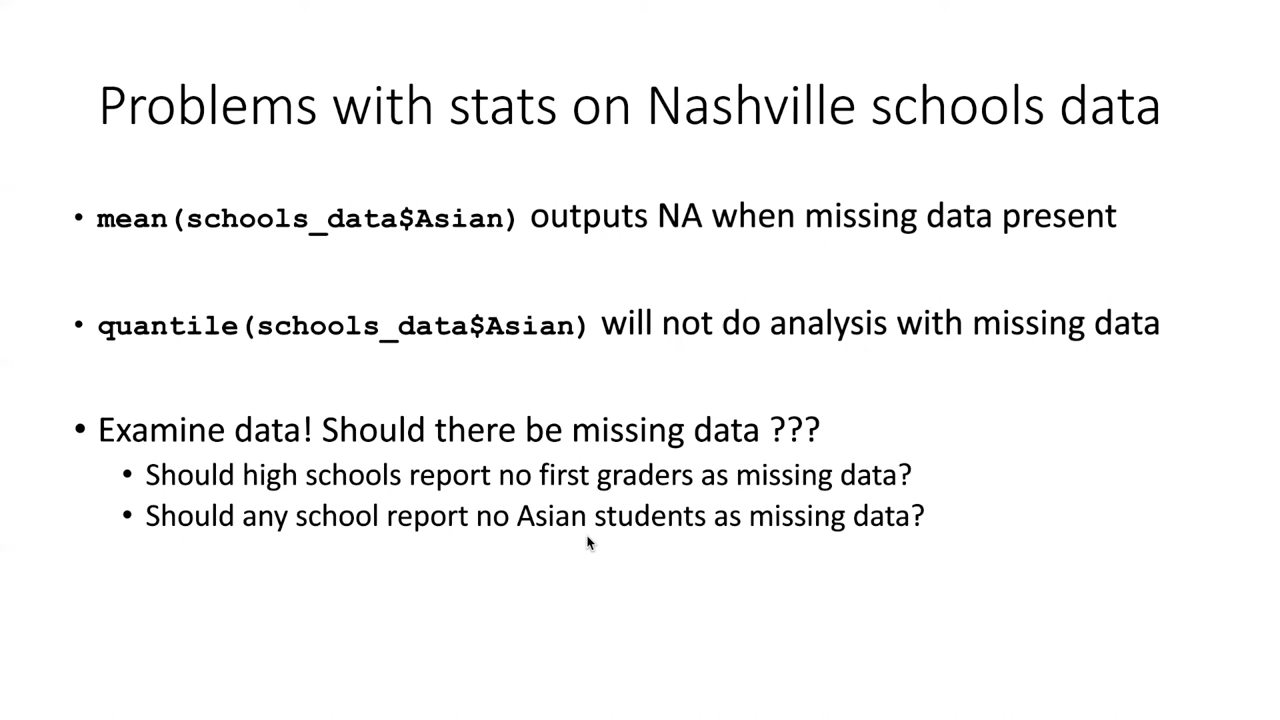 Problems with stats on Nashville schools data
• mean(schools_data$Asian) outputs NA when missing data present
• quantile(schools_data$Asian) will not do analysis with missing data
• Examine data! Should there be missing data ???
• Should high schools report no first graders as missing data?
• Should any school report no Asian students as missing data?